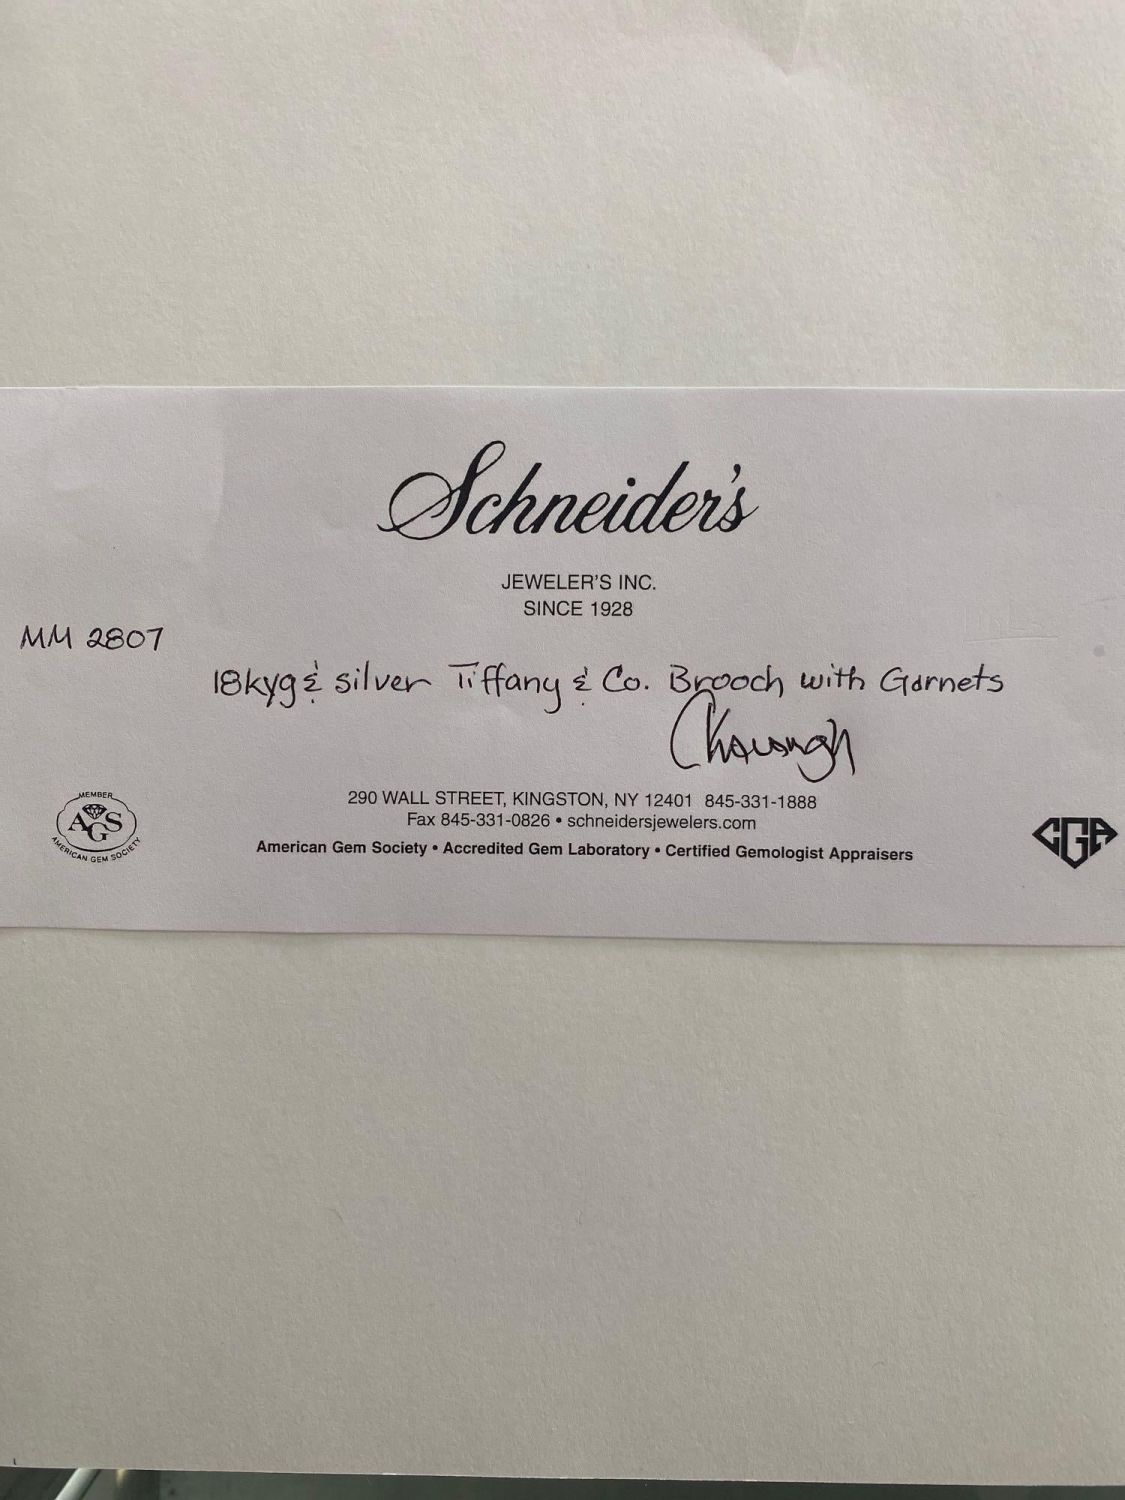 Schneider's
JEWELER'S INC.
SINCE 1928
MM 2807
18kyg & silver Tiffany & Co. Brooch with Garnets
290 WALL STREET, KINGSTON, NY 12401 845-331-1888
Fax 845-331-0826 • schneidersjewelers.com
American Gem Society • Accredited Gem Laboratory • Certified Gemologist Appraisers
MEMBER
AGS
AMERICAN GEM SOCIETY
CGA